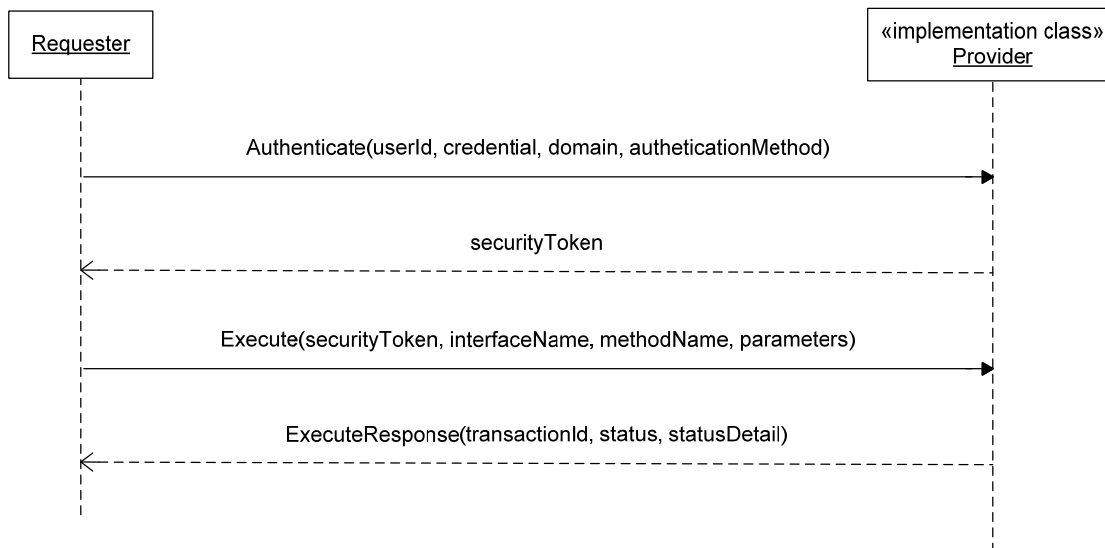 Requester
«implementation class»
Provider
Authenticate(userId, credential, domain, autheticationMethod)
securityToken
Execute(securityToken, interfaceName, methodName, parameters)
ExecuteResponse(transactionId, status, statusDetail)